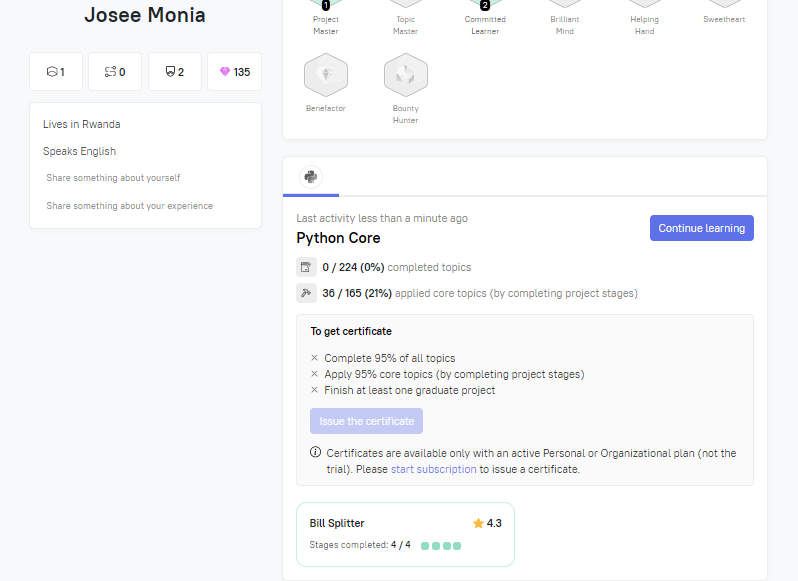 Josee Monia
1
0
2
135
Lives in Rwanda
Speaks English
Share something about yourself
Share something about your experience
1
2
Project
Master
Topic
Master
Committed
Learner
Brilliant
Mind
Helping
Hand
Sweetheart
Benefactor
Bounty
Hunter
Last activity less than a minute ago
Python Core
Continue learning
0 / 224 (0%) completed topics
36 / 165 (21%) applied core topics (by completing project stages)
To get certificate
Complete 95% of all topics
Apply 95% core topics (by completing project stages)
Finish at least one graduate project
Issue the certificate
Certificates are available only with an active Personal or Organizational plan (not the
trial). Please start subscription to issue a certificate.
Bill Splitter
4.3
Stages completed: 4 / 4